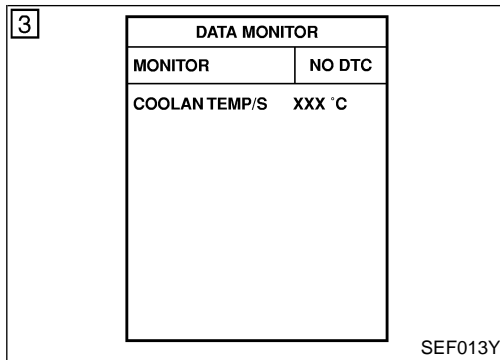 3
DATA MONITOR
MONITOR NO DTC
COOLAN TEMP/S XXX °C
SEF013Y